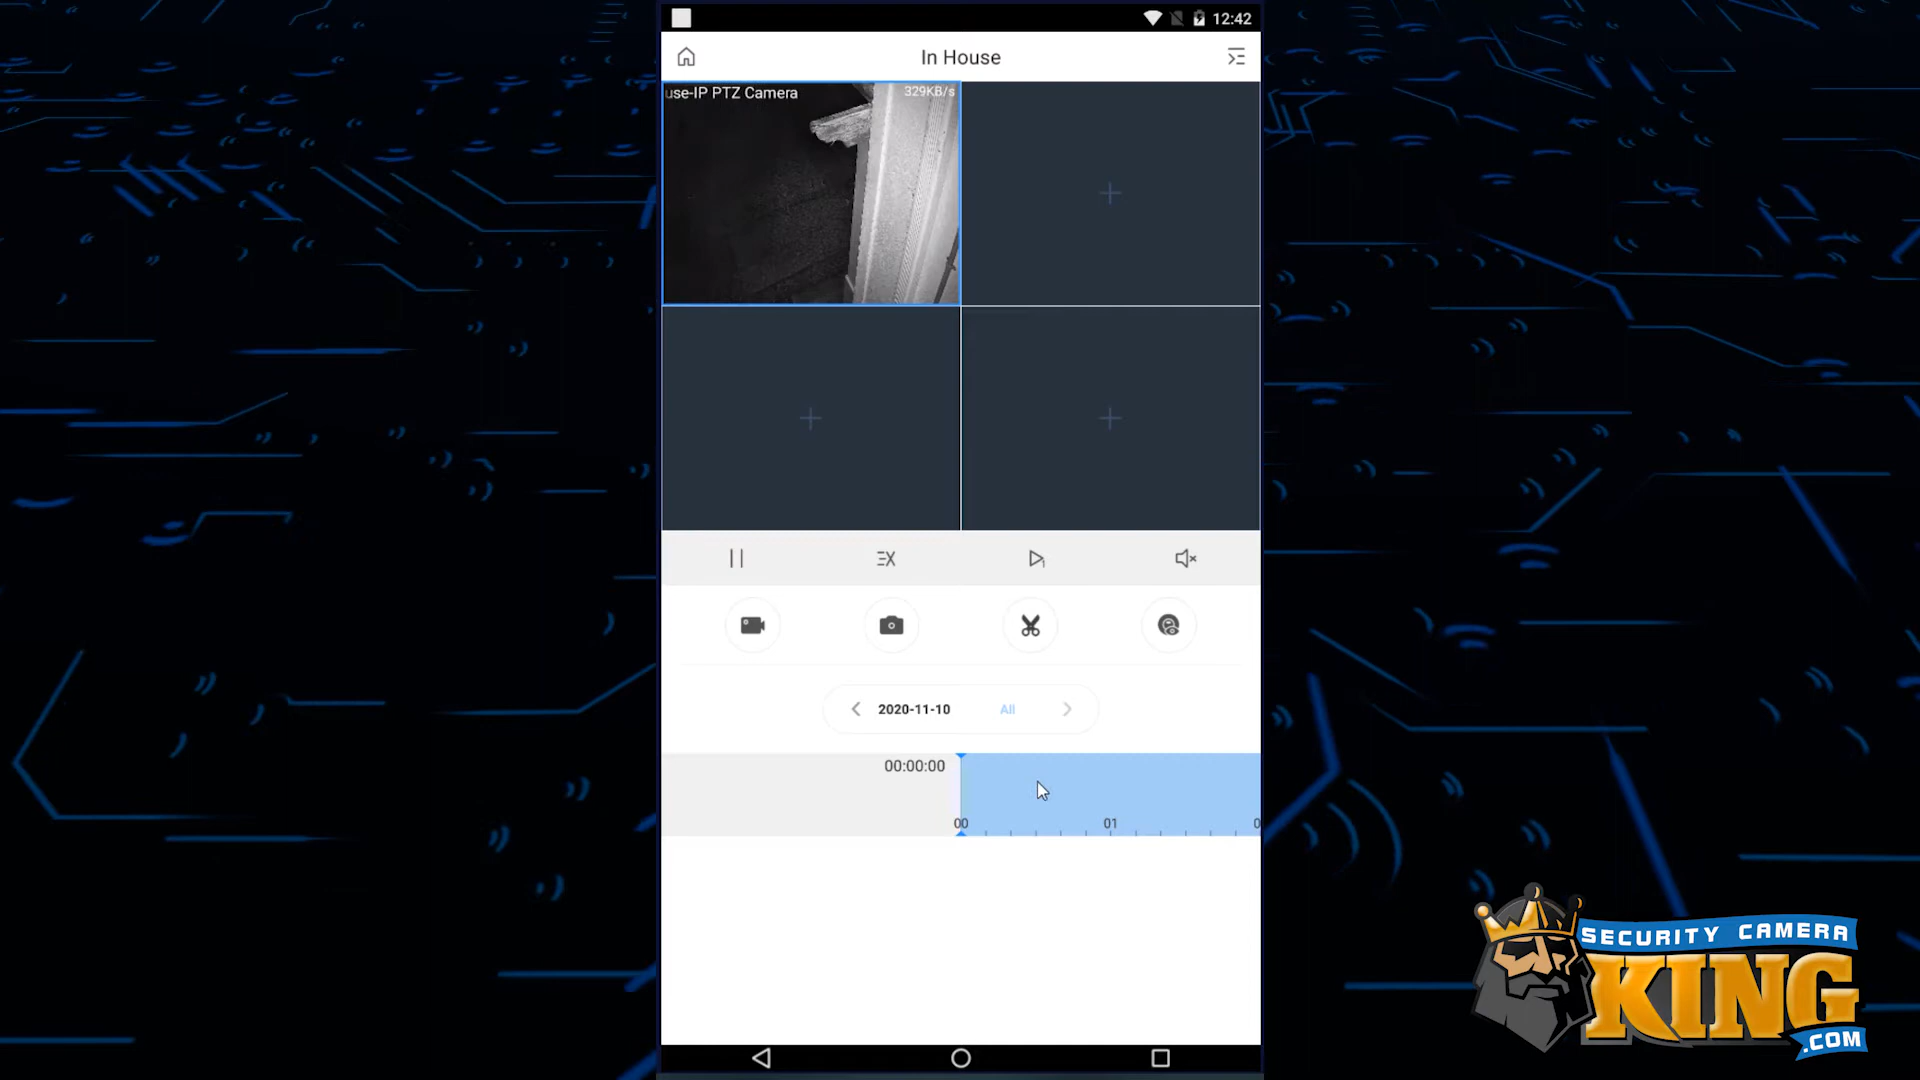 12:42
In House
use-IP PTZ Camera
329KB/s
2020-11-10
All
00:00:00
00
01
0
SECURITY CAMERA
KING
.COM